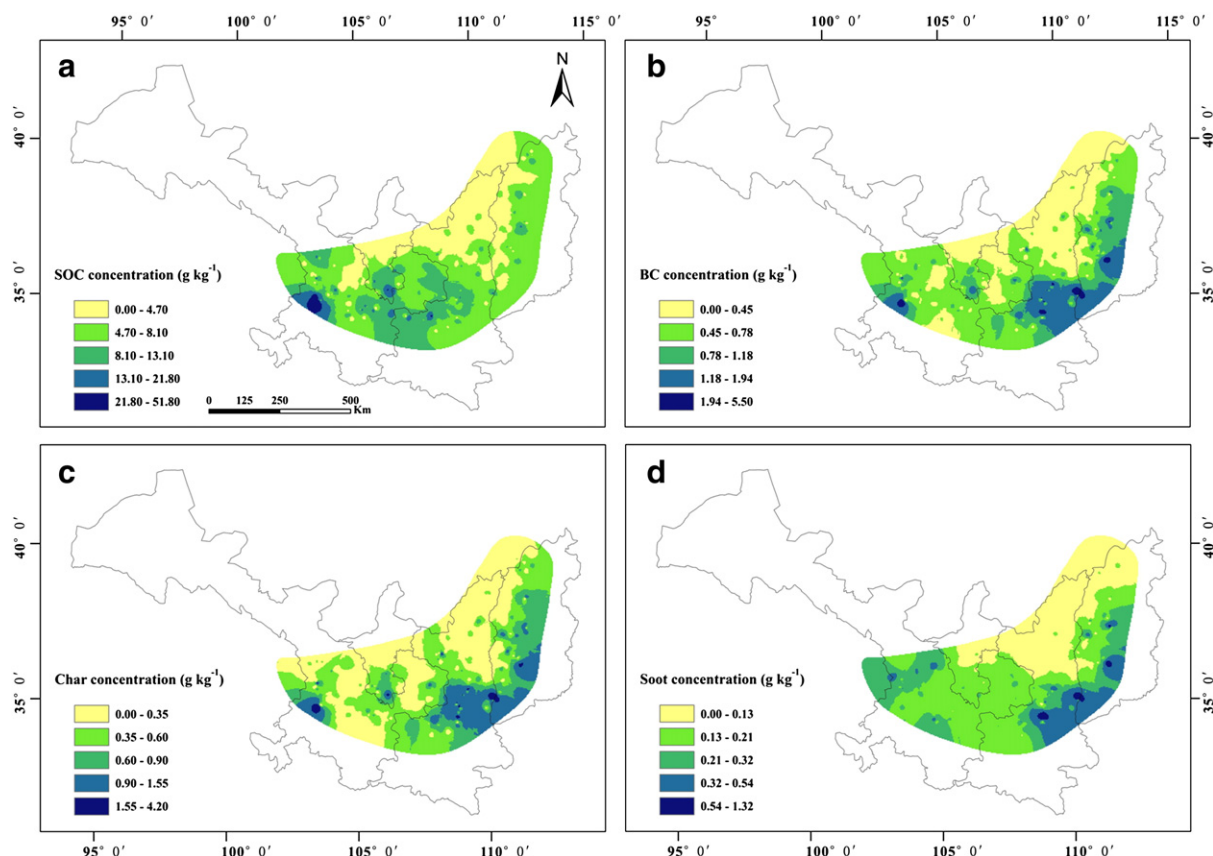 95° 0′ 100° 0′ 105° 0′ 110° 0′ 115° 0′
95° 0′ 100° 0′ 105° 0′ 110° 0′ 115° 0′
a
N
40° 0′
35° 0′
SOC concentration (g kg⁻¹)
0.00 - 4.70
4.70 - 8.10
8.10 - 13.10
13.10 - 21.80
21.80 - 51.80
0 125 250 500
Km
b
40° 0′
35° 0′
BC concentration (g kg⁻¹)
0.00 - 0.45
0.45 - 0.78
0.78 - 1.18
1.18 - 1.94
1.94 - 5.50
c
40° 0′
35° 0′
Char concentration (g kg⁻¹)
0.00 - 0.35
0.35 - 0.60
0.60 - 0.90
0.90 - 1.55
1.55 - 4.20
d
40° 0′
35° 0′
Soot concentration (g kg⁻¹)
0.00 - 0.13
0.13 - 0.21
0.21 - 0.32
0.32 - 0.54
0.54 - 1.32
95° 0′ 100° 0′ 105° 0′ 110° 0′
95° 0′ 100° 0′ 105° 0′ 110° 0′